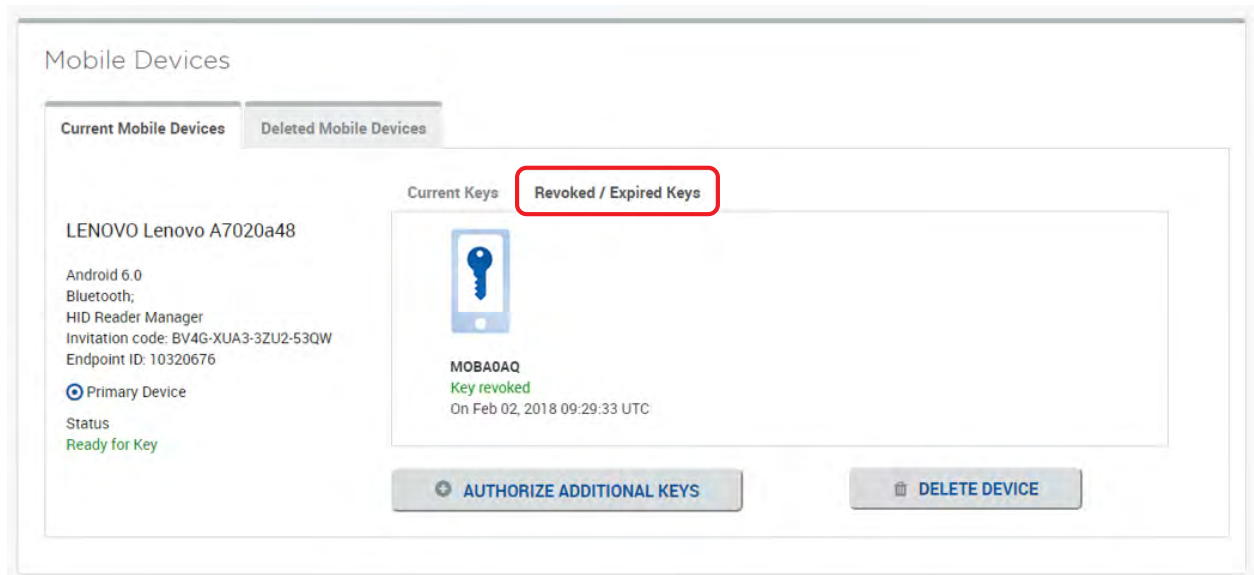 Mobile Devices
Current Mobile Devices
Deleted Mobile Devices
Current Keys
Revoked / Expired Keys
LENOVO Lenovo A7020a48
Android 6.0
Bluetooth;
HID Reader Manager
Invitation code: BV4G-XUA3-3ZU2-53QW
Endpoint ID: 10320676
Primary Device
Status
Ready for Key
MOBA0AQ
Key revoked
On Feb 02, 2018 09:29:33 UTC
AUTHORIZE ADDITIONAL KEYS
DELETE DEVICE